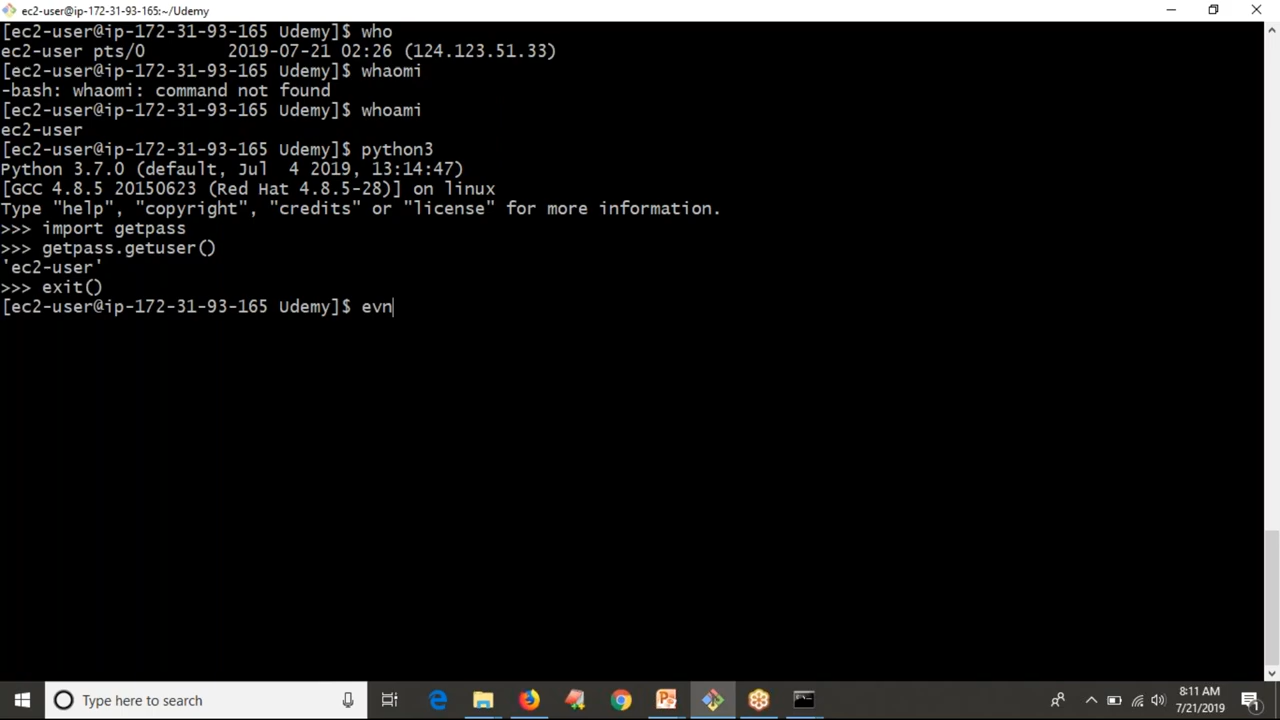 ec2-user@ip-172-31-93-165:~/Udemy
[ec2-user@ip-172-31-93-165 Udemy]$ who
ec2-user pts/0        2019-07-21 02:26 (124.123.51.33)
[ec2-user@ip-172-31-93-165 Udemy]$ whaomi
-bash: whaomi: command not found
[ec2-user@ip-172-31-93-165 Udemy]$ whoami
ec2-user
[ec2-user@ip-172-31-93-165 Udemy]$ python3
Python 3.7.0 (default, Jul  4 2019, 13:14:47)
[GCC 4.8.5 20150623 (Red Hat 4.8.5-28)] on linux
Type "help", "copyright", "credits" or "license" for more information.
>>> import getpass
>>> getpass.getuser()
'ec2-user'
>>> exit()
[ec2-user@ip-172-31-93-165 Udemy]$ evn
Type here to search
8:11 AM
7/21/2019
1